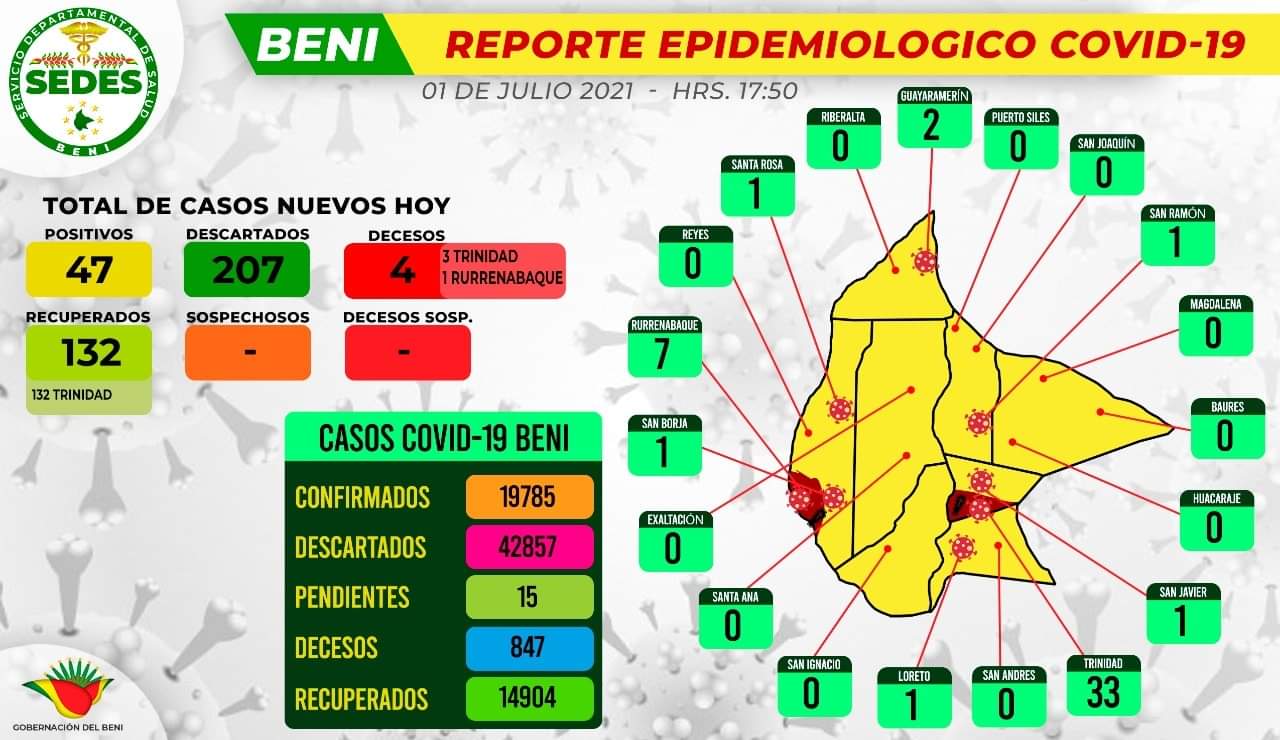 SERVICIO DEPARTAMENTAL DE SALUD
SEDES
BENI
BENI
REPORTE EPIDEMIOLOGICO COVID-19
01 DE JULIO 2021 - HRS. 17:50
TOTAL DE CASOS NUEVOS HOY
POSITIVOS
47
DESCARTADOS
207
DECESOS
4
3 TRINIDAD
1 RURRENABAQUE
RECUPERADOS
132
132 TRINIDAD
SOSPECHOSOS
-
DECESOS SOSP.
-
CASOS COVID-19 BENI
CONFIRMADOS 19785
DESCARTADOS 42857
PENDIENTES 15
DECESOS 847
RECUPERADOS 14904
GUAYARAMERÍN
2
RIBERALTA
0
PUERTO SILES
0
SAN JOAQUÍN
0
SANTA ROSA
1
SAN RAMÓN
1
REYES
0
MAGDALENA
0
RURRENABAQUE
7
BAURES
0
SAN BORJA
1
HUACARAJE
0
EXALTACIÓN
0
SAN JAVIER
1
SANTA ANA
0
SAN IGNACIO
0
LORETO
1
SAN ANDRES
0
TRINIDAD
33
GOBERNACIÓN DEL BENI